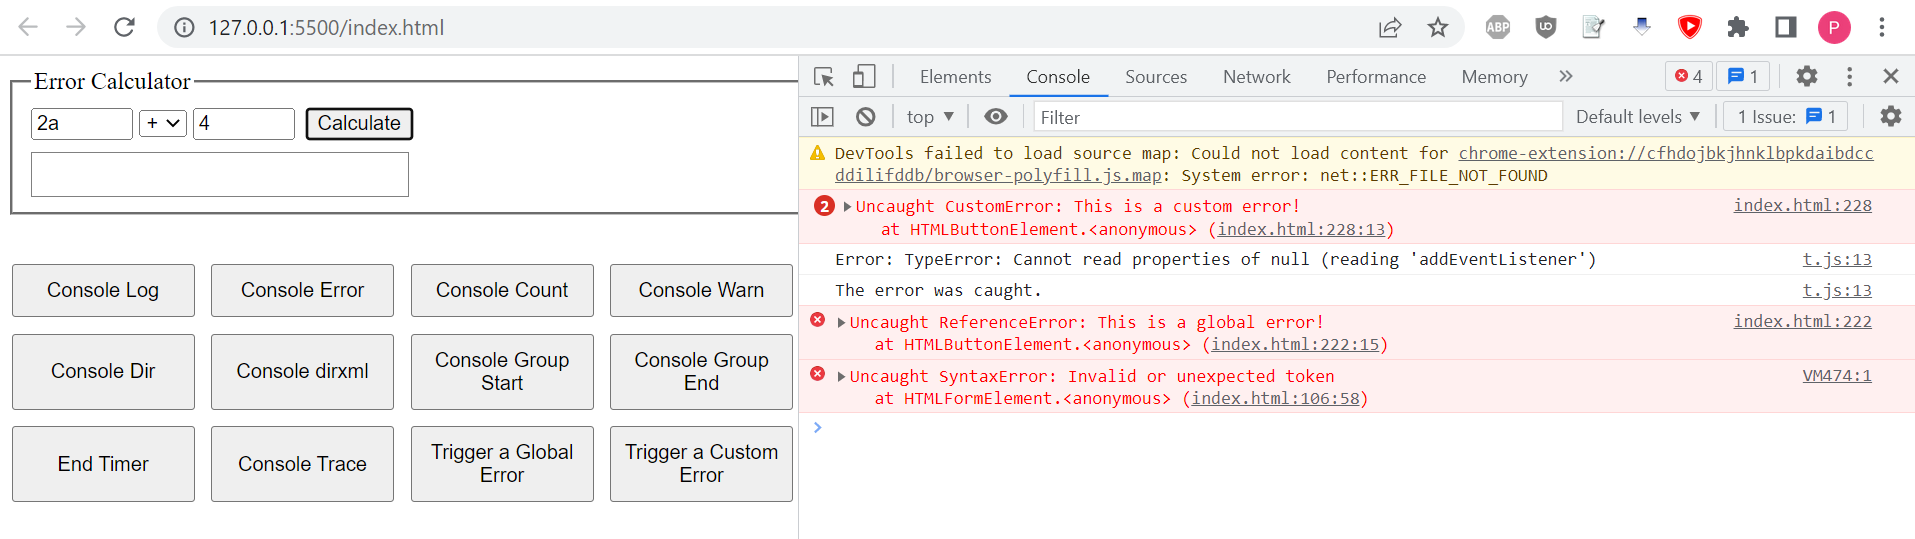 127.0.0.1:5500/index.html
ABP
UD
P
Error Calculator
2a + 4 Calculate
Console Log Console Error Console Count Console Warn
Console Dir Console dirxml Console Group Start Console Group End
End Timer Console Trace Trigger a Global Error Trigger a Custom Error
Elements Console Sources Network Performance Memory » 4 1
top Filter Default levels 1 Issue: 1
DevTools failed to load source map: Could not load content for chrome-extension://cfhdojbkjhnklbpkdaibdcc
ddilifddb/browser-polyfill.js.map: System error: net::ERR_FILE_NOT_FOUND
2 Uncaught CustomError: This is a custom error! index.html:228
at HTMLButtonElement.<anonymous> (index.html:228:13)
Error: TypeError: Cannot read properties of null (reading 'addEventListener') t.js:13
The error was caught. t.js:13
Uncaught ReferenceError: This is a global error! index.html:222
at HTMLButtonElement.<anonymous> (index.html:222:15)
Uncaught SyntaxError: Invalid or unexpected token VM474:1
at HTMLFormElement.<anonymous> (index.html:106:58)